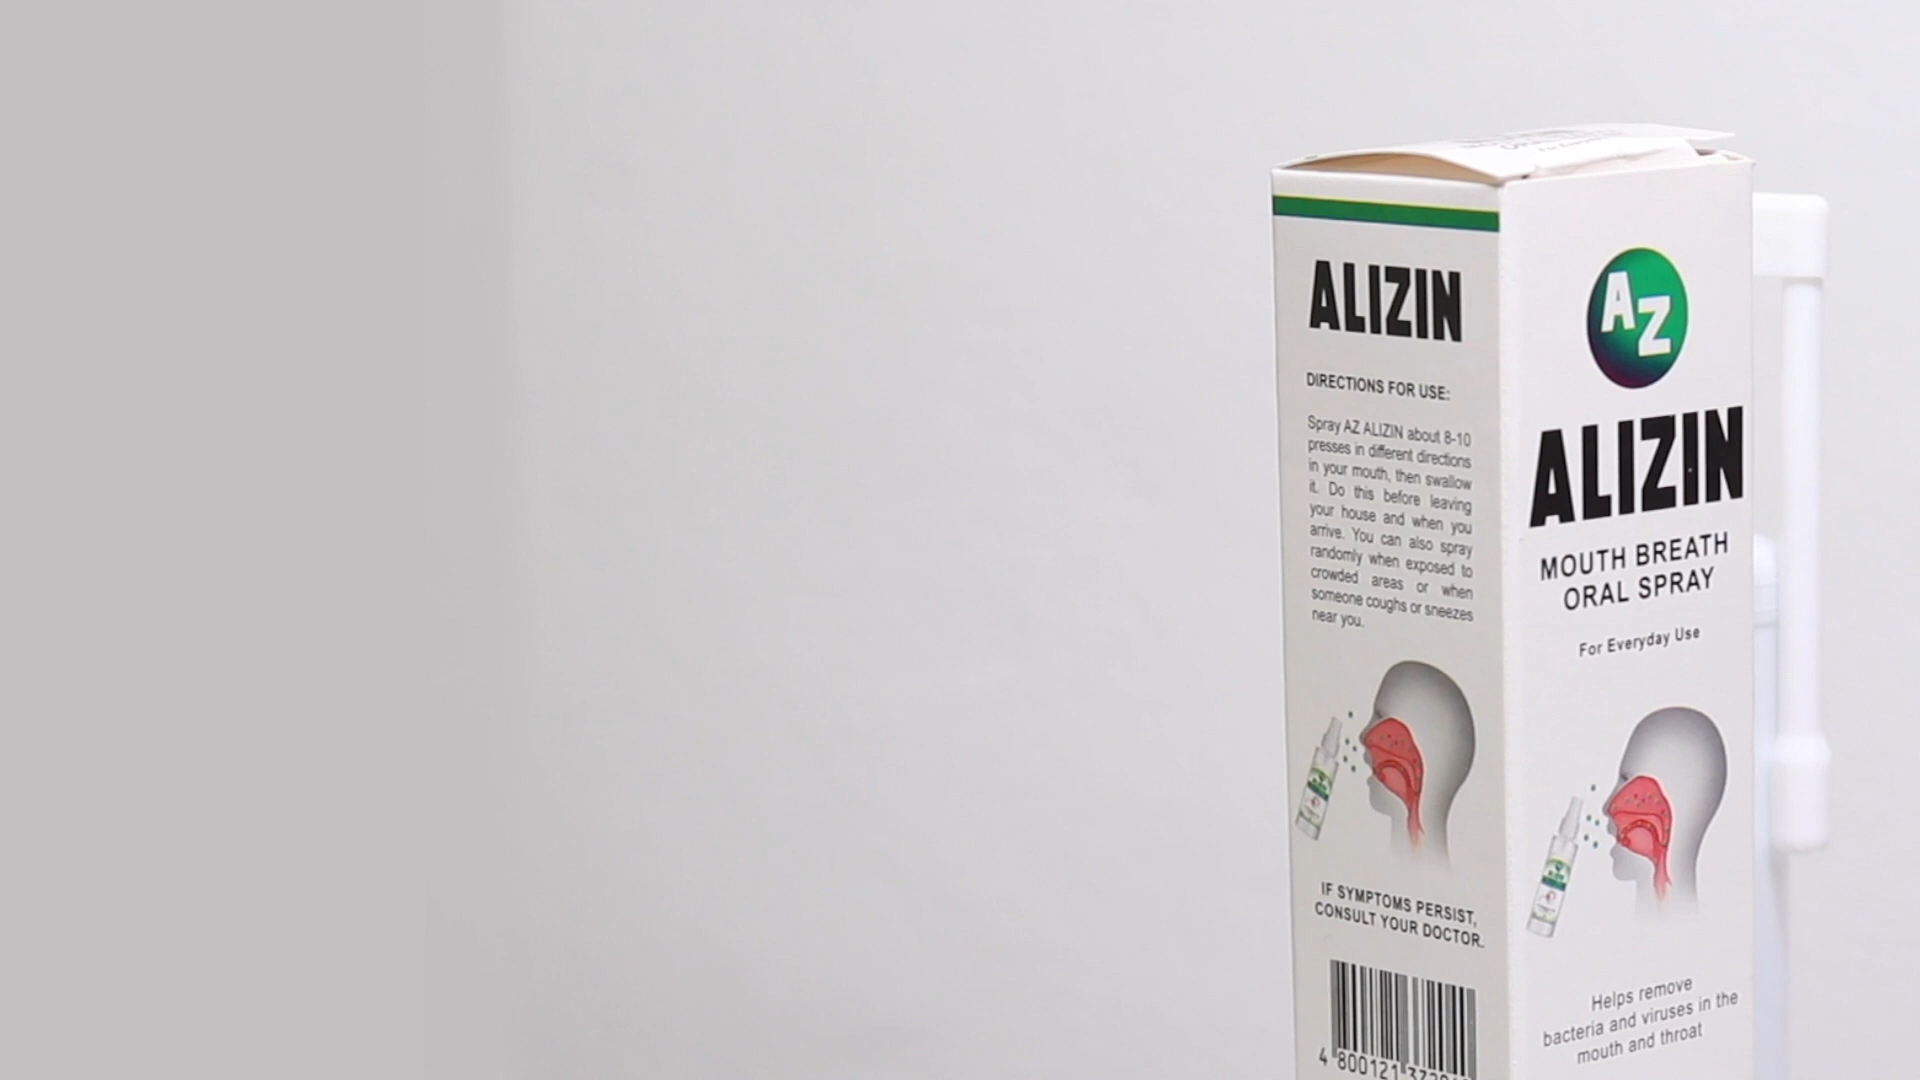 ALIZIN
DIRECTIONS FOR USE:
Spray AZ ALIZIN about 8-10
presses in different directions
in your mouth, then swallow
it. Do this before leaving
your house and when you
arrive. You can also spray
randomly when exposed to
crowded areas or when
someone coughs or sneezes
near you.
IF SYMPTOMS PERSIST,
CONSULT YOUR DOCTOR.
4 800121
AZ
ALIZIN
MOUTH BREATH
ORAL SPRAY
For Everyday Use
Helps remove
bacteria and viruses in the
mouth and throat